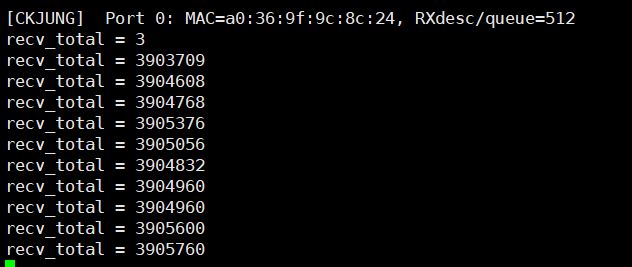 [CKJUNG]  Port 0: MAC=a0:36:9f:9c:8c:24, RXdesc/queue=512
recv_total = 3
recv_total = 3903709
recv_total = 3904608
recv_total = 3904768
recv_total = 3905376
recv_total = 3905056
recv_total = 3904832
recv_total = 3904960
recv_total = 3904960
recv_total = 3905600
recv_total = 3905760